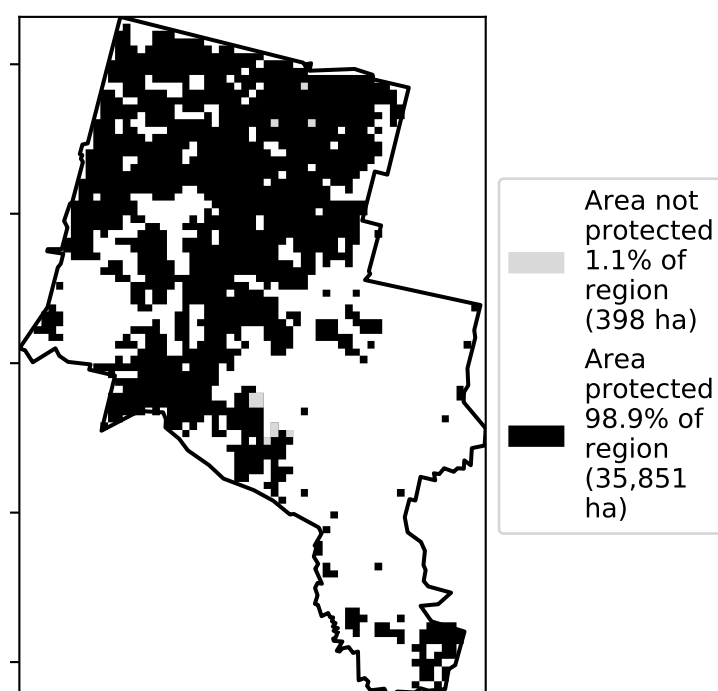 Area not
protected
1.1% of
region
(398 ha)
Area
protected
98.9% of
region
(35,851
ha)